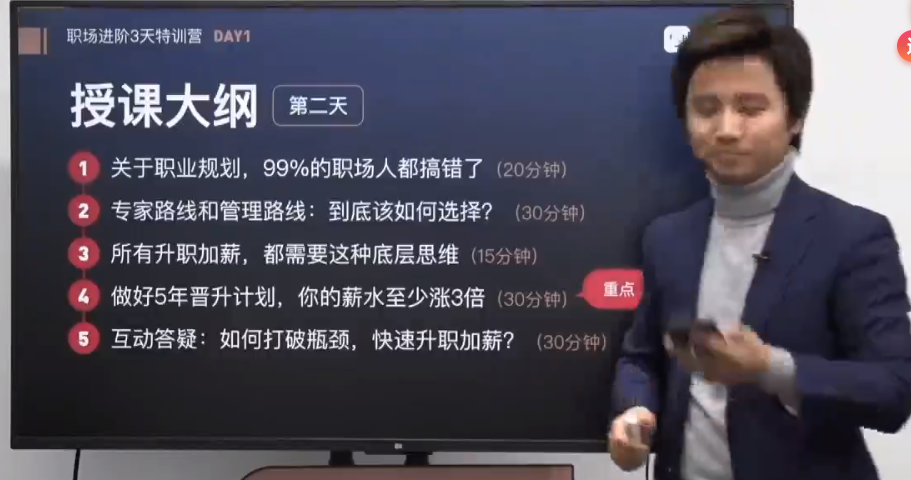 职场进阶3天特训营 DAY1
授课大纲 第二天
1 关于职业规划，99%的职场人都搞错了（20分钟）
2 专家路线和管理路线：到底该如何选择？（30分钟）
3 所有升职加薪，都需要这种底层思维（15分钟）
4 做好5年晋升计划，你的薪水至少涨3倍（30分钟） 重点
5 互动答疑：如何打破瓶颈，快速升职加薪？（30分钟）